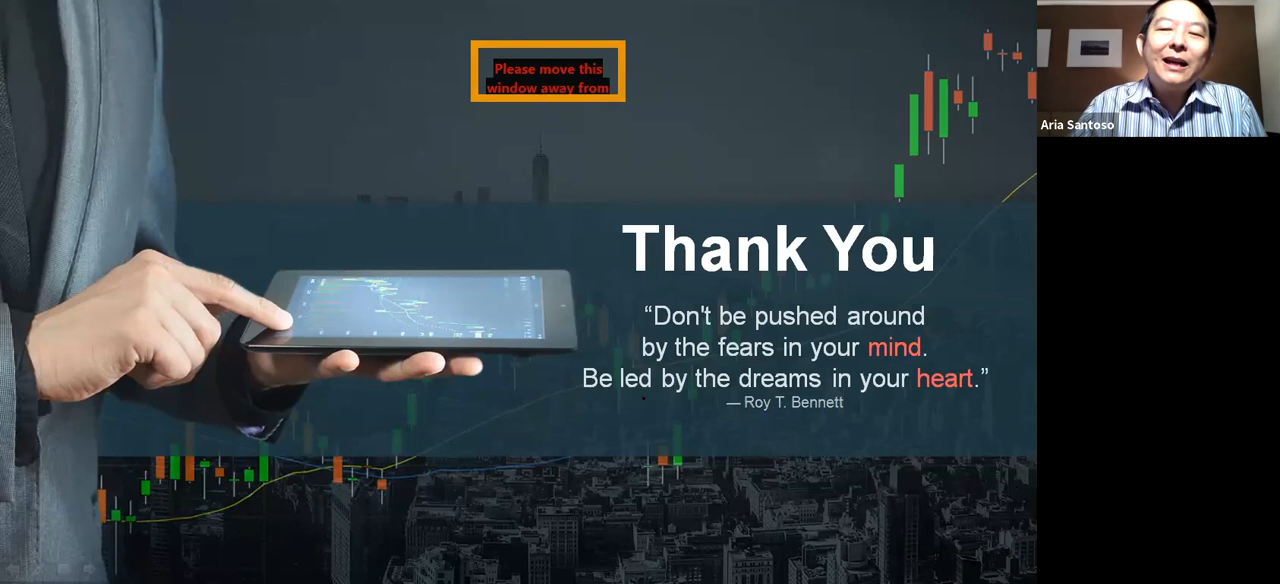 Please move this
window away from
Aria Santoso
Thank You
“Don't be pushed around
by the fears in your mind.
Be led by the dreams in your heart.”
— Roy T. Bennett